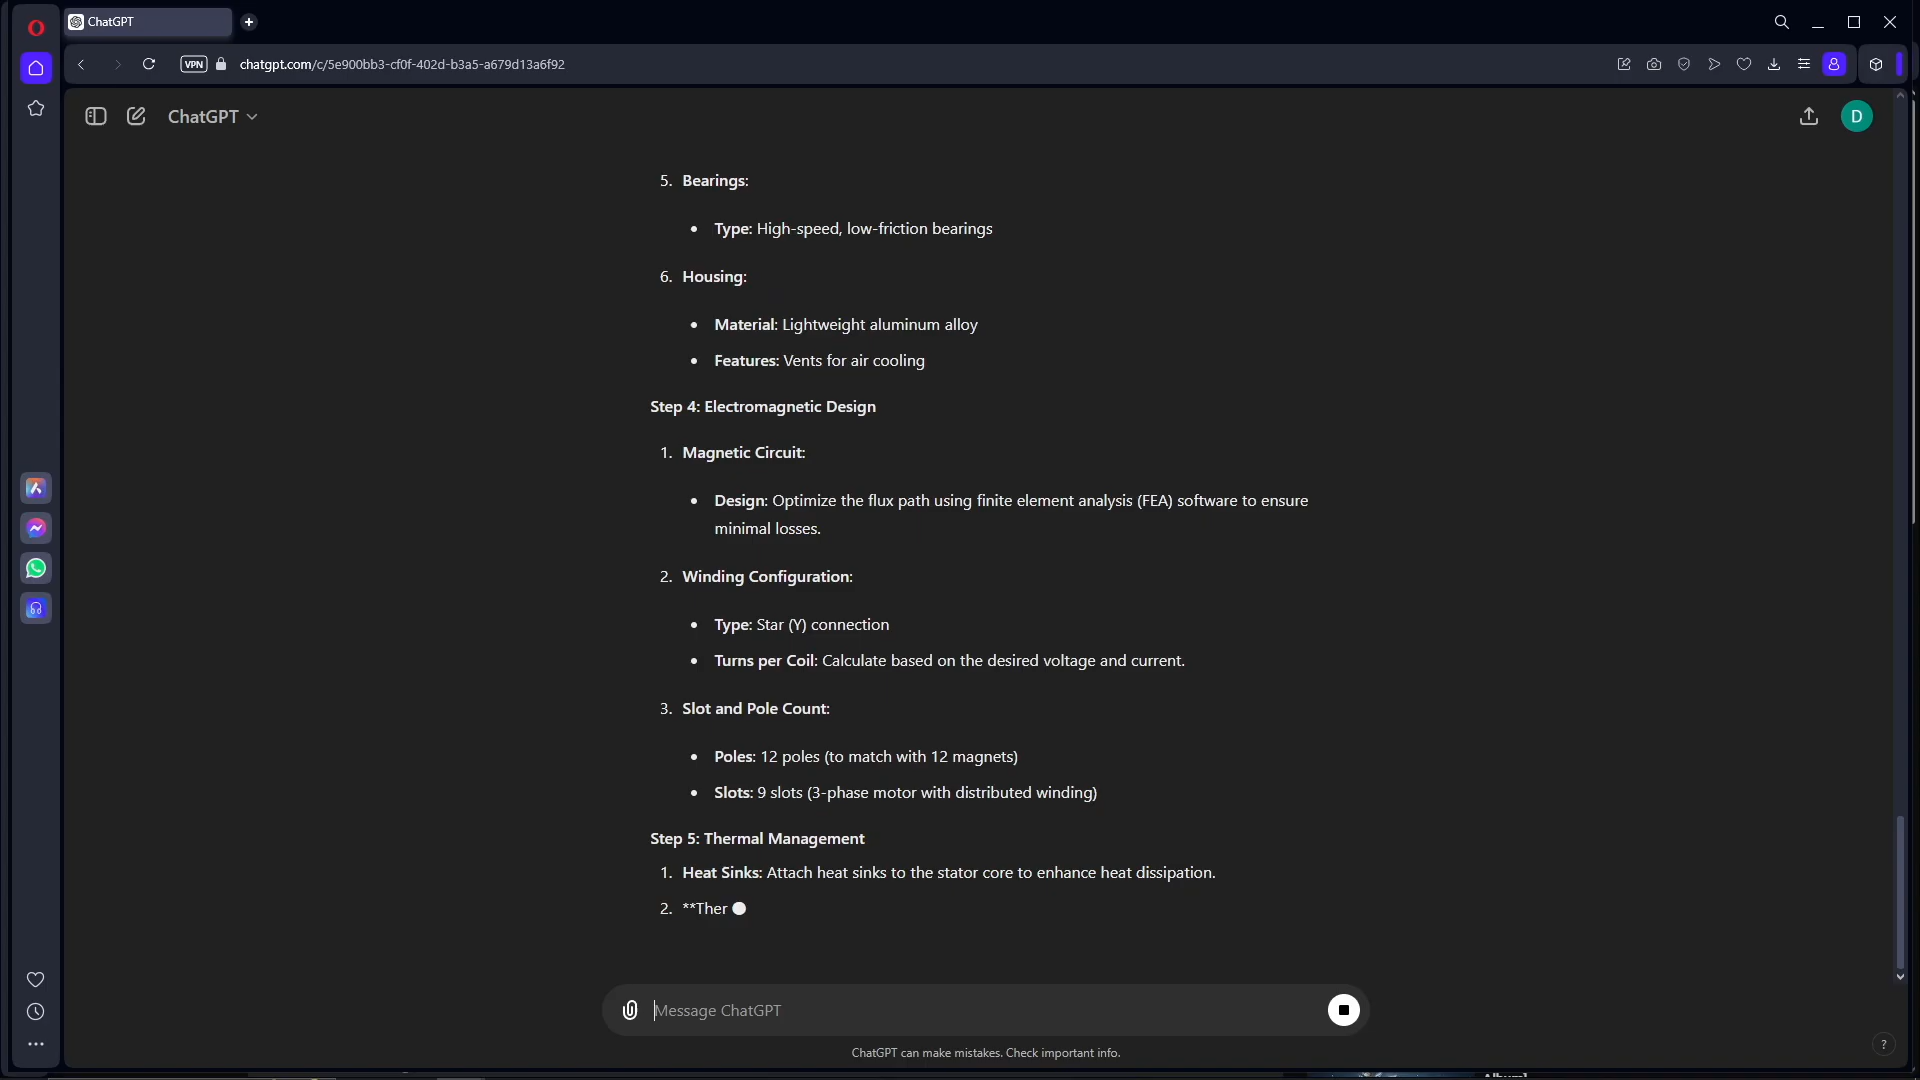 ChatGPT
VPN
chatgpt.com/c/5e900bb3-cf0f-402d-b3a5-a679d13a6f92
ChatGPT
D
5. Bearings:
• Type: High-speed, low-friction bearings
6. Housing:
• Material: Lightweight aluminum alloy
• Features: Vents for air cooling
Step 4: Electromagnetic Design
1. Magnetic Circuit:
• Design: Optimize the flux path using finite element analysis (FEA) software to ensure
minimal losses.
2. Winding Configuration:
• Type: Star (Y) connection
• Turns per Coil: Calculate based on the desired voltage and current.
3. Slot and Pole Count:
• Poles: 12 poles (to match with 12 magnets)
• Slots: 9 slots (3-phase motor with distributed winding)
Step 5: Thermal Management
1. Heat Sinks: Attach heat sinks to the stator core to enhance heat dissipation.
2. **Ther
Message ChatGPT
ChatGPT can make mistakes. Check important info.
?